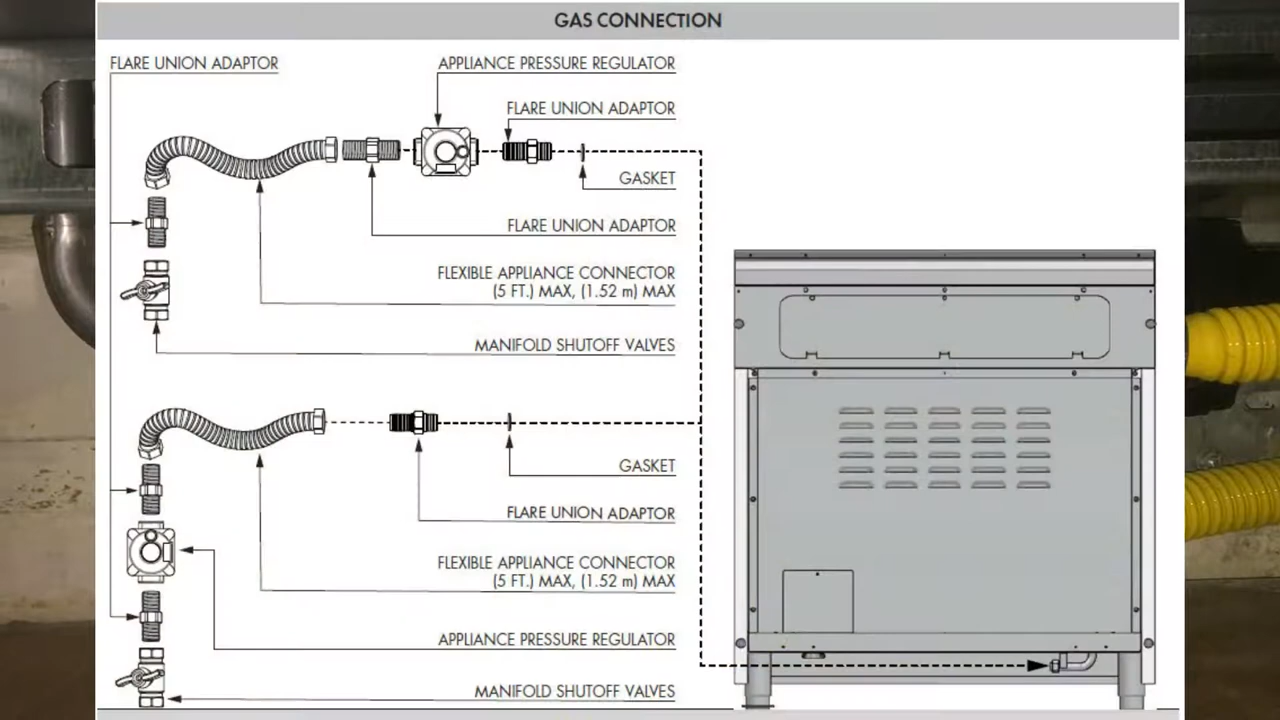 GAS CONNECTION
FLARE UNION ADAPTOR
APPLIANCE PRESSURE REGULATOR
FLARE UNION ADAPTOR
GASKET
FLARE UNION ADAPTOR
FLEXIBLE APPLIANCE CONNECTOR
(5 FT.) MAX, (1.52 m) MAX
MANIFOLD SHUTOFF VALVES
GASKET
FLARE UNION ADAPTOR
FLEXIBLE APPLIANCE CONNECTOR
(5 FT.) MAX, (1.52 m) MAX
APPLIANCE PRESSURE REGULATOR
MANIFOLD SHUTOFF VALVES